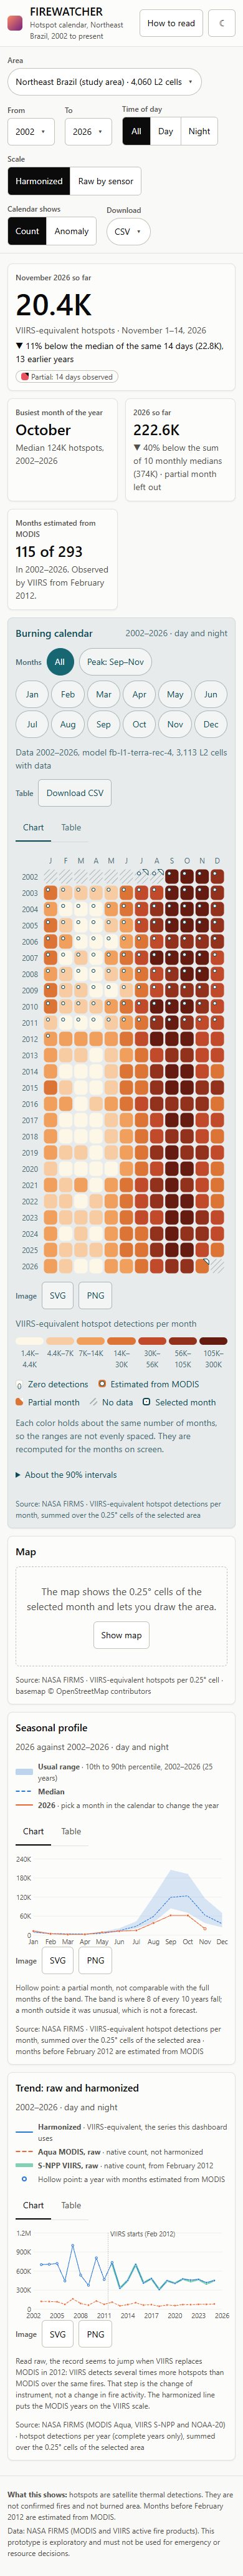 FIREWATCHER
Hotspot calendar, Northeast
Brazil, 2002 to present
How to read
Area
Northeast Brazil (study area) · 4,060 L2 cells
From
To
Time of day
2002
2026
All
Day
Night
Scale
Harmonized
Raw by sensor
Calendar shows
Download
Count
Anomaly
CSV
November 2026 so far
20.4K
VIIRS-equivalent hotspots · November 1–14, 2026
▼ 11% below the median of the same 14 days (22.8K),
13 earlier years
Partial: 14 days observed
Busiest month of the year
October
Median 124K hotspots,
2002–2026
2026 so far
222.6K
▼ 40% below the sum
of 10 monthly medians
(374K) · partial month
left out
Months estimated from
MODIS
115 of 293
In 2002–2026. Observed
by VIIRS from February
2012.
Burning calendar
2002–2026 · day and night
Months
All
Peak: Sep–Nov
Jan
Feb
Mar
Apr
May
Jun
Jul
Aug
Sep
Oct
Nov
Dec
Data 2002–2026, model fb-l1-terra-rec-4, 3,113 L2 cells
with data
Table
Download CSV
Chart
Table
J F M A M J J A S O N D
2002
2003
2004
2005
2006
2007
2008
2009
2010
2011
2012
2013
2014
2015
2016
2017
2018
2019
2020
2021
2022
2023
2024
2025
2026
Image
SVG
PNG
VIIRS-equivalent hotspot detections per month
1.4K–4.4K
4.4K–7K
7K–14K
14K–30K
30K–56K
56K–105K
105K–300K
Zero detections
Estimated from MODIS
Partial month
No data
Selected month
Each color holds about the same number of months,
so the ranges are not evenly spaced. They are
recomputed for the months on screen.
▶ About the 90% intervals
Source: NASA FIRMS · VIIRS-equivalent hotspot detections per
month, summed over the 0.25° cells of the selected area
Map
The map shows the 0.25° cells of the
selected month and lets you draw the area.
Show map
Source: NASA FIRMS · VIIRS-equivalent hotspots per 0.25° cell ·
basemap © OpenStreetMap contributors
Seasonal profile
2026 against 2002–2026 · day and night
Usual range · 10th to 90th percentile, 2002–2026 (25
years)
Median
2026 · pick a month in the calendar to change the year
Chart
Table
240K
180K
120K
60K
0
Jan Feb Mar Apr May Jun Jul Aug Sep Oct Nov Dec
Image
SVG
PNG
Hollow point: a partial month, not comparable with the full
months of the band. The band is where 8 of every 10 years fall;
a month outside it was unusual, which is not a forecast.
Source: NASA FIRMS · VIIRS-equivalent hotspot detections per
month, summed over the 0.25° cells of the selected area ·
months before February 2012 are estimated from MODIS
Trend: raw and harmonized
2002–2026 · day and night
Harmonized · VIIRS-equivalent, the series this dashboard
uses
Aqua MODIS, raw · native count, not harmonized
S-NPP VIIRS, raw · native count, from February 2012
Hollow point: a year with months estimated from MODIS
Chart
Table
1.2M
VIIRS starts (Feb 2012)
900K
600K
300K
0
2002 2005 2008 2011 2014 2017 2020 2023 2026
Image
SVG
PNG
Read raw, the record seems to jump when VIIRS replaces
MODIS in 2012: VIIRS detects several times more hotspots
than MODIS over the same fires. That step is the change of
instrument, not a change in fire activity. The harmonized line
puts the MODIS years on the VIIRS scale.
Source: NASA FIRMS (MODIS Aqua, VIIRS S-NPP and NOAA-20)
· hotspot detections per year (complete years only), summed
over the 0.25° cells of the selected area
What this shows: hotspots are satellite thermal detections. They are
not confirmed fires and not burned area. Months before February
2012 are estimated from MODIS.
Data: NASA FIRMS (MODIS and VIIRS active fire products). This
prototype is exploratory and must not be used for emergency or
resource decisions.